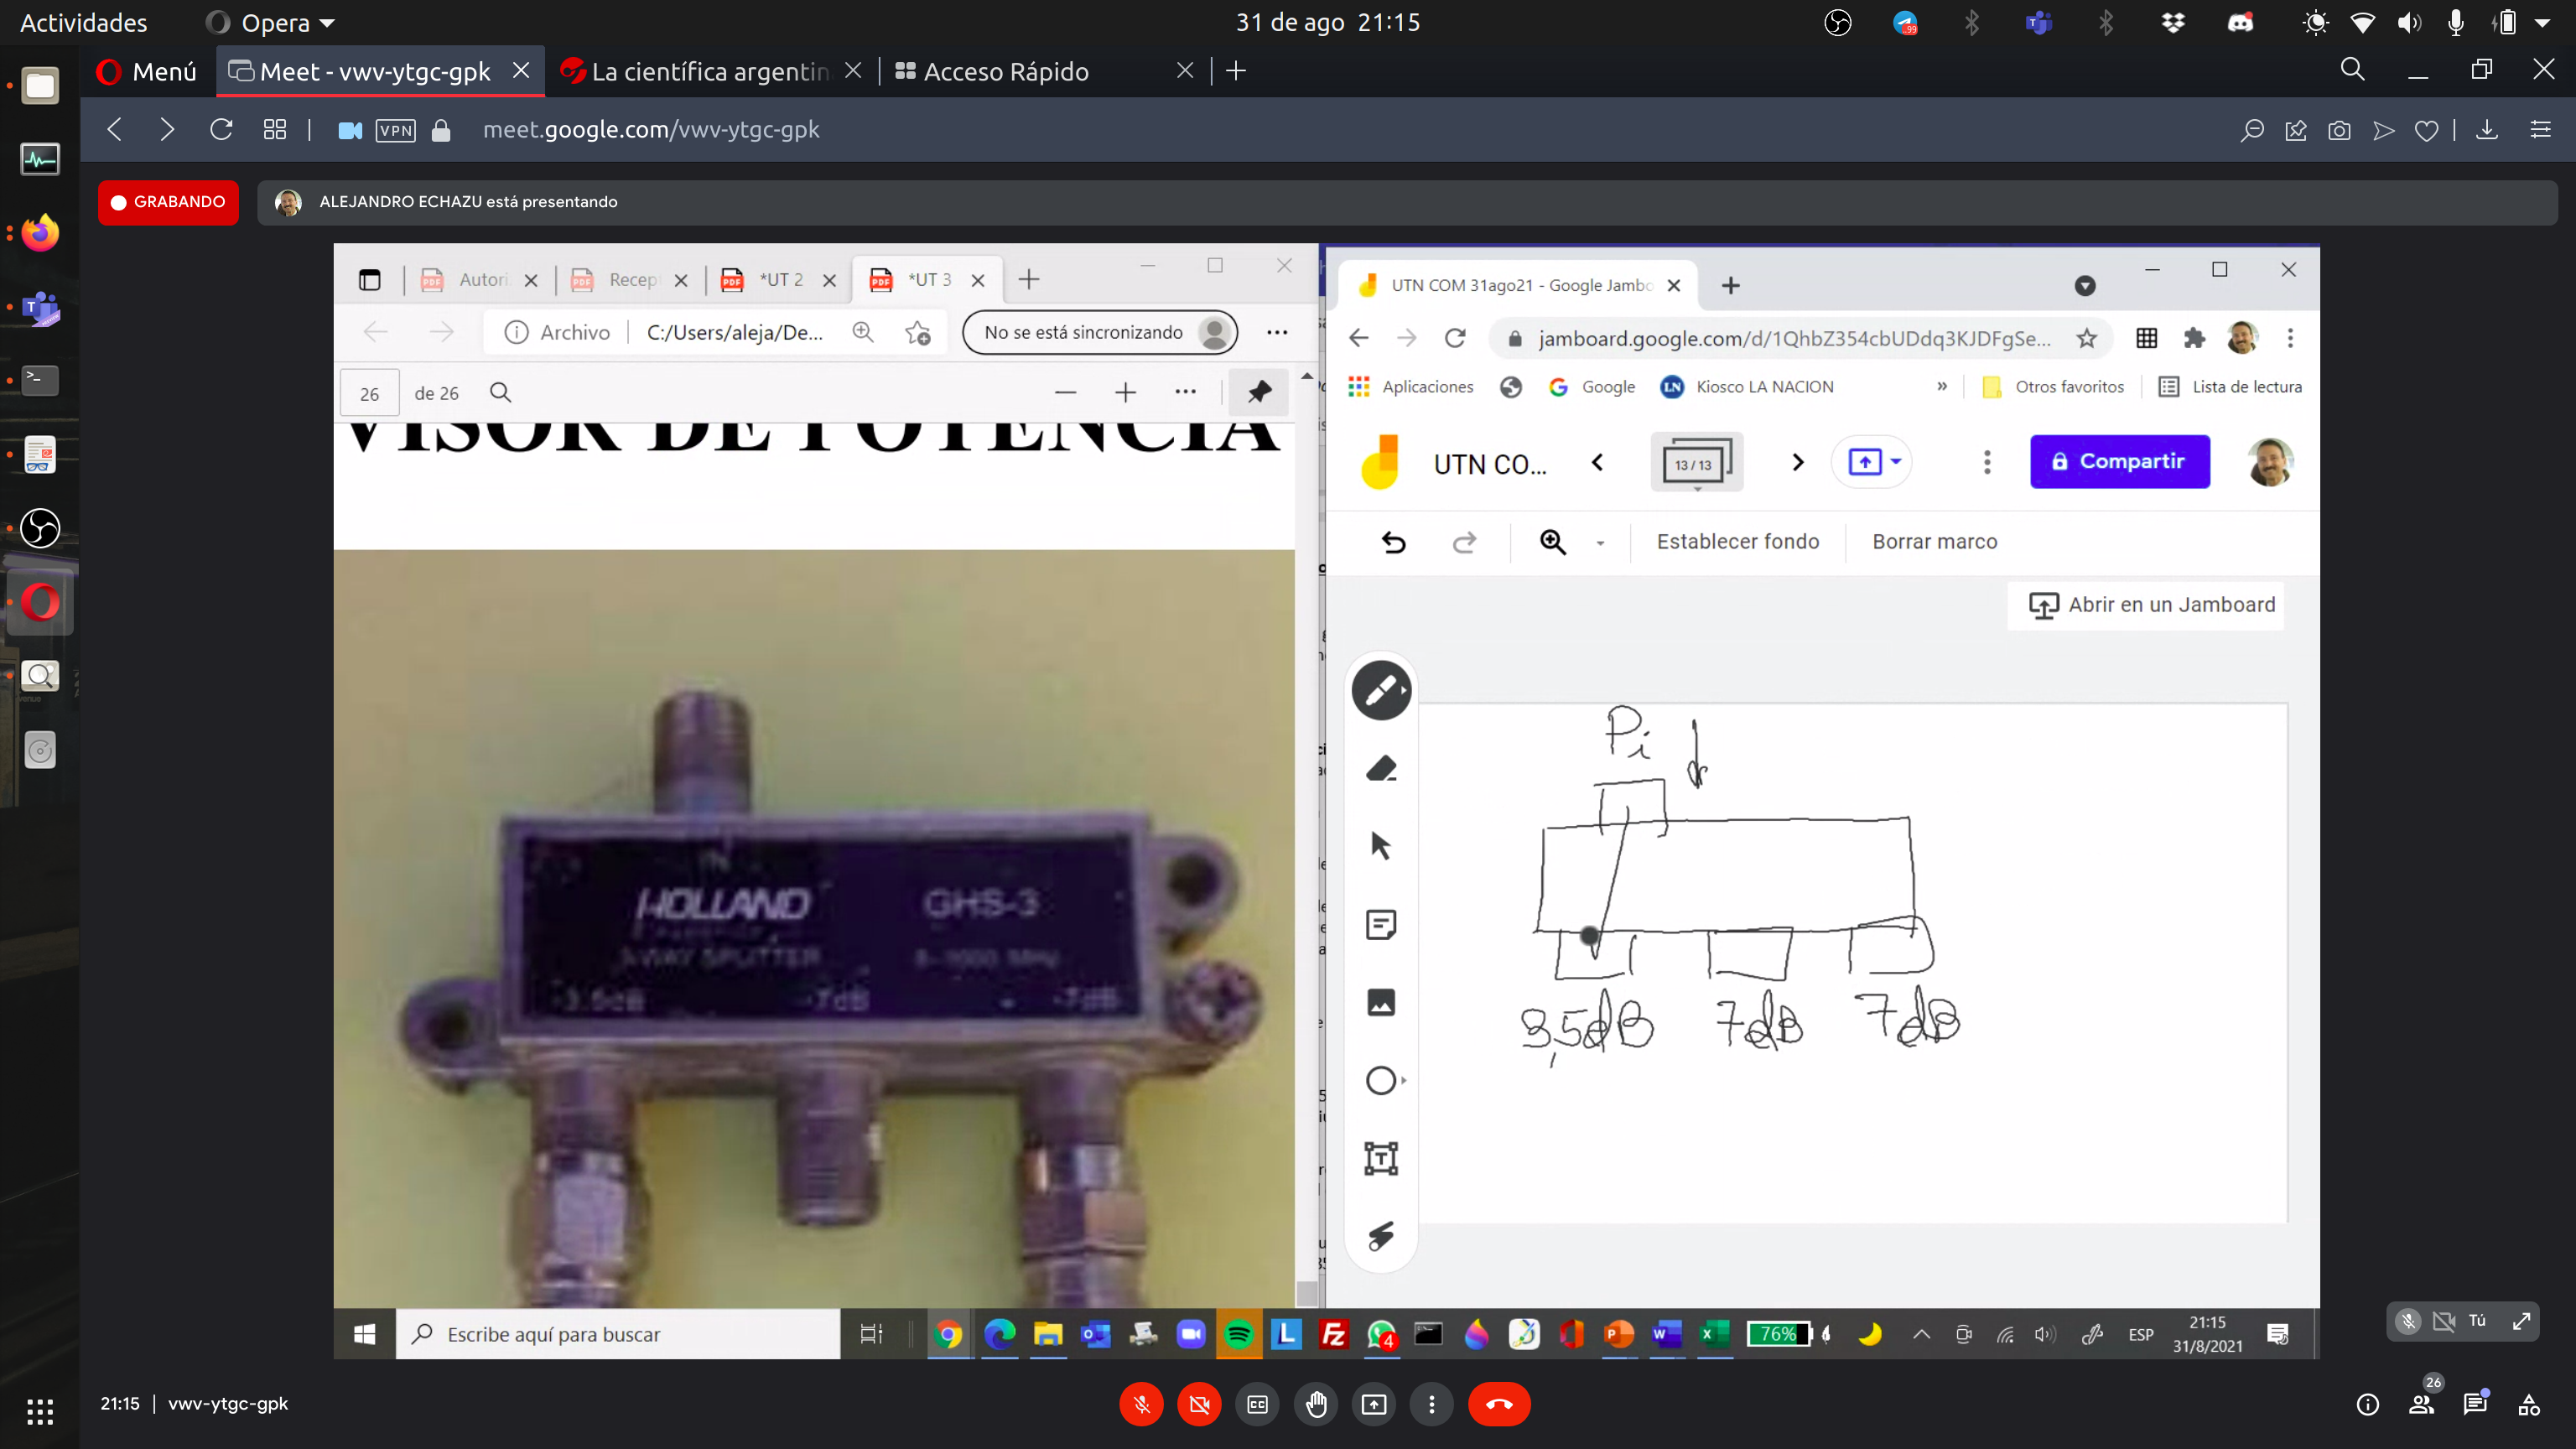 Actividades
Opera
31 de ago 21:15
Menú
Meet - vwv-ytgc-gpk
La científica argentin
Acceso Rápido
VPN
meet.google.com/vwv-ytgc-gpk
GRABANDO
ALEJANDRO ECHAZU está presentando
Autori
Recep
*UT 2
*UT 3
Archivo
C:/Users/aleja/De...
No se está sincronizando
26
de 26
VISOR DE POTENCIA
IN
HOLLAND
GHS-3
3-WAY SPLITTER
5-1000 MHz
-3.5dB
-7dB
-7dB
UTN COM 31ago21 - Google Jambo
jamboard.google.com/d/1QhbZ354cbUDdq3KJDFgSe...
Aplicaciones
Google
LN
Kiosco LA NACION
»
Otros favoritos
Lista de lectura
UTN CO...
13 / 13
Compartir
Establecer fondo
Borrar marco
Abrir en un Jamboard
Pi
3,5dB
7dB
7dB
Escribe aquí para buscar
4
76%
ESP
21:15
31/8/2021
Tú
21:15 | vwv-ytgc-gpk
26